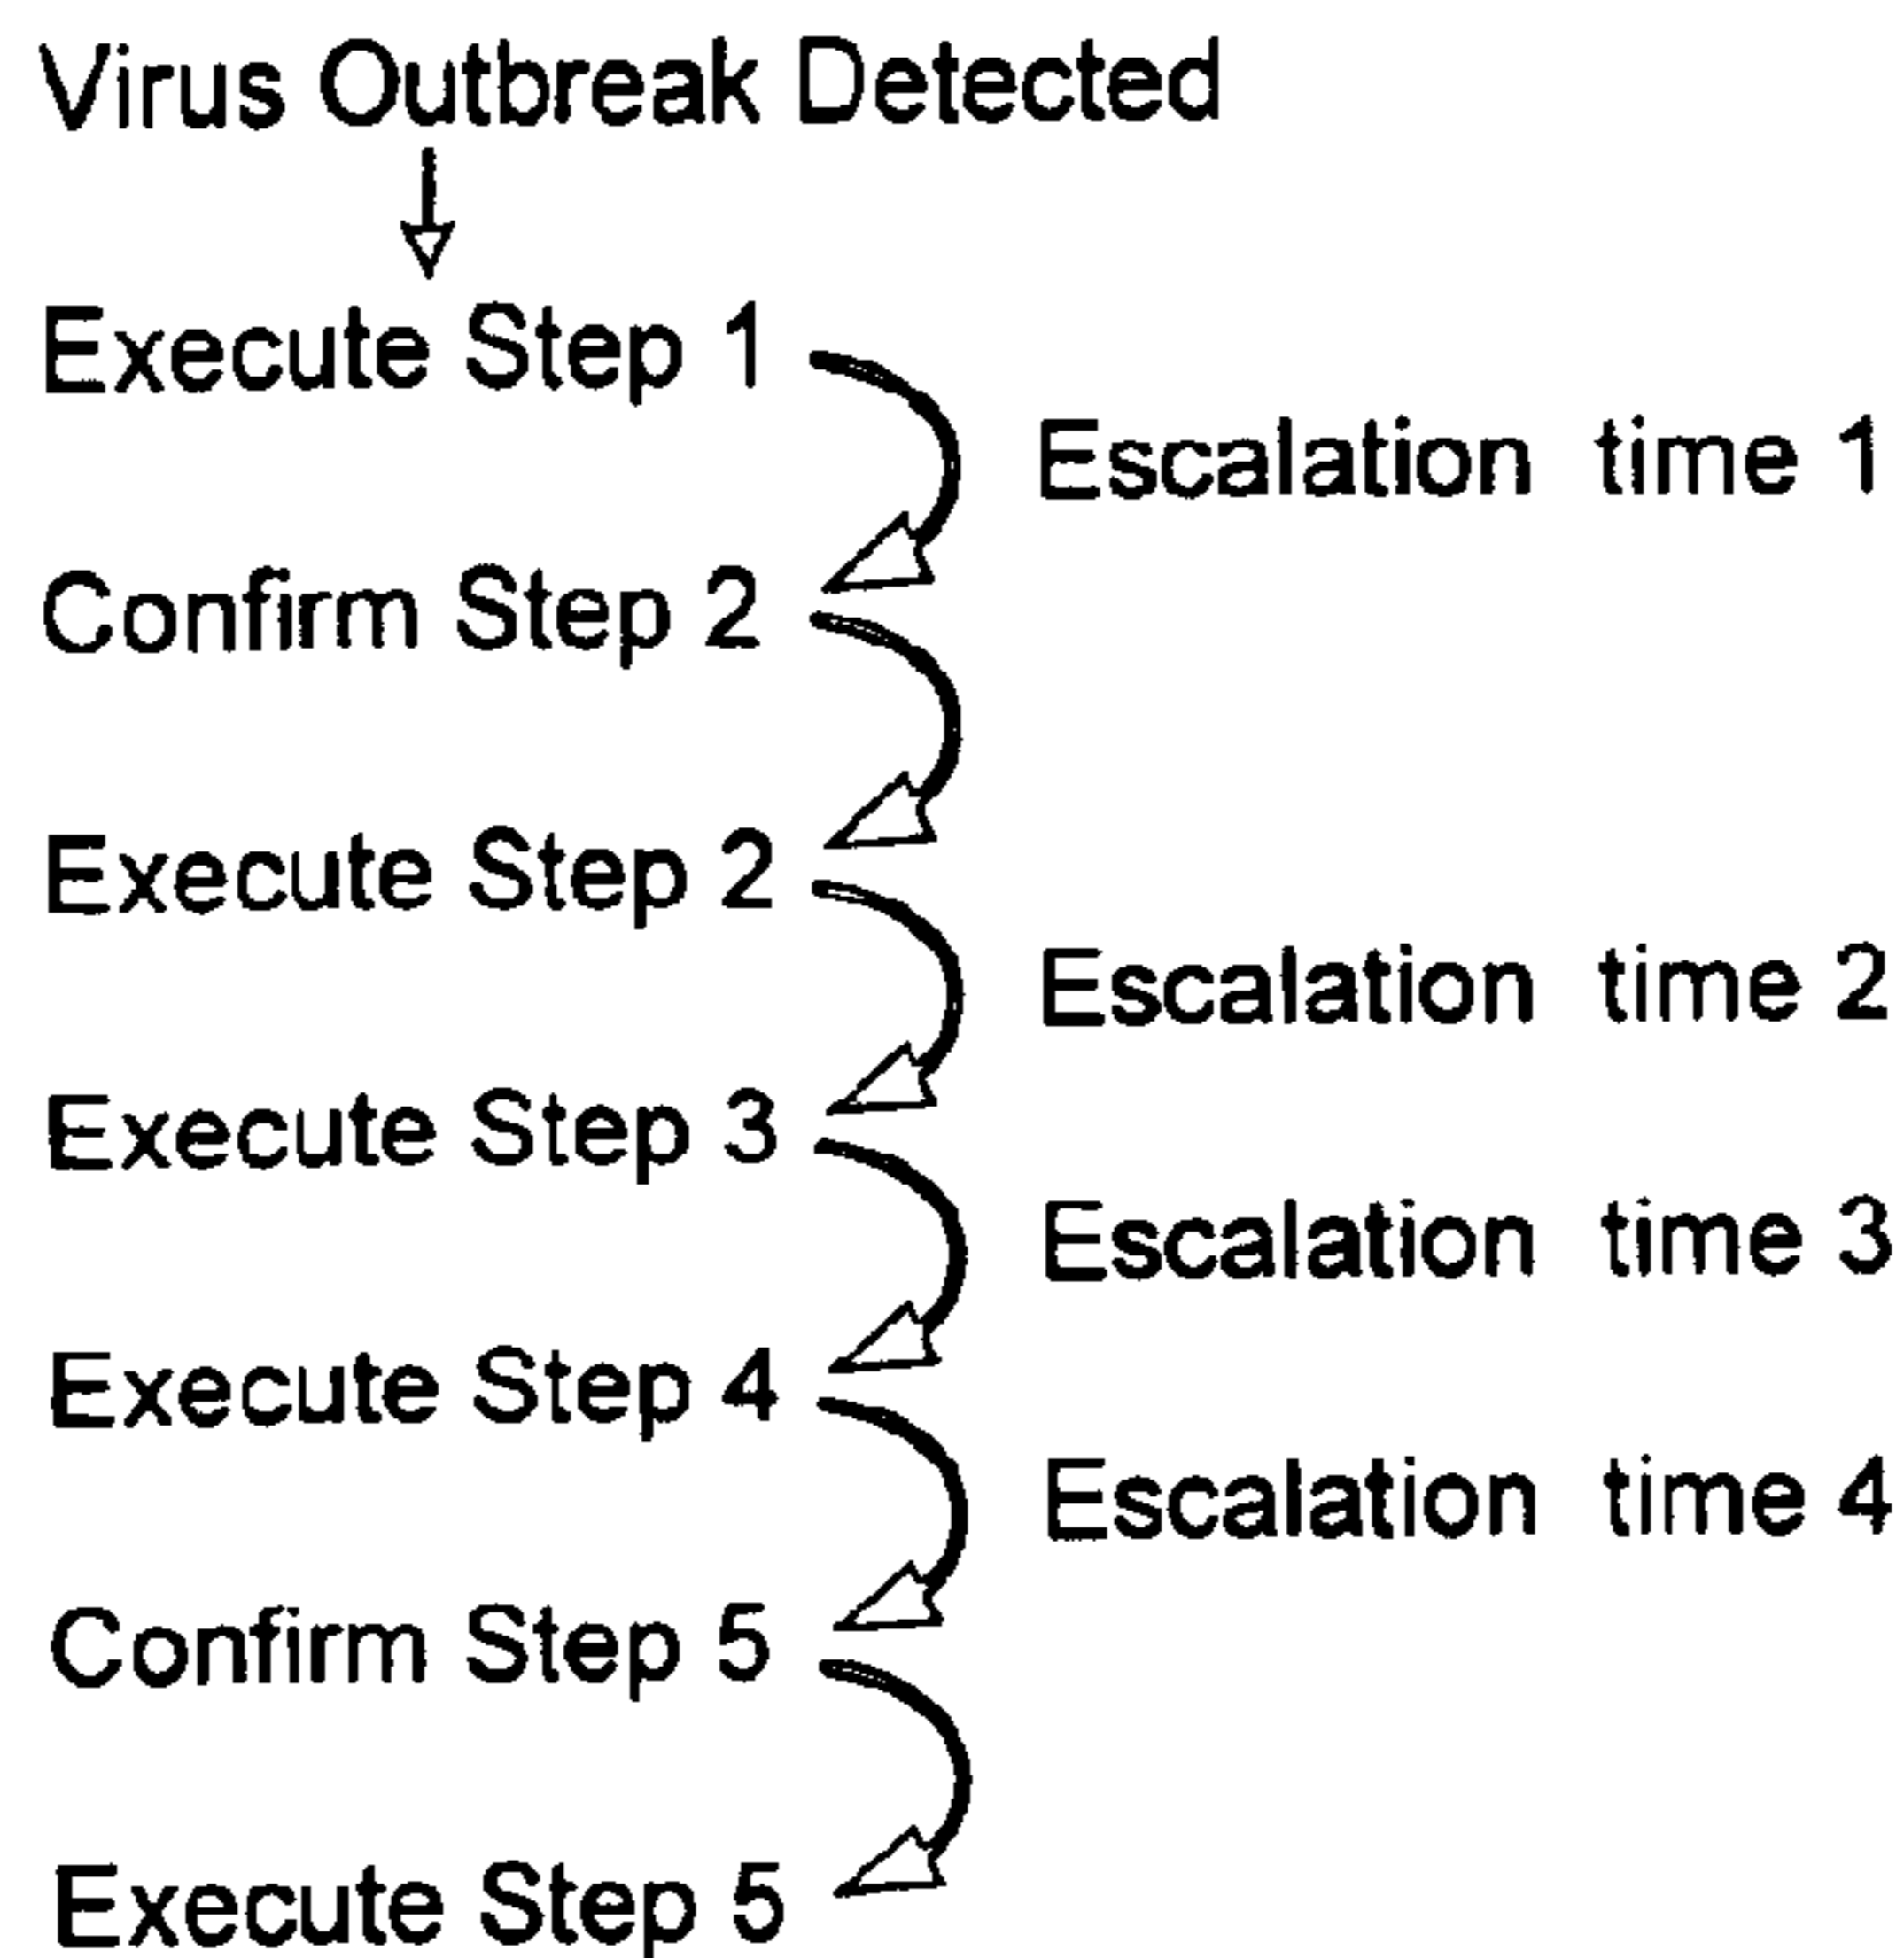 Virus Outbreak Detected
Execute Step 1
Escalation time 1
Confirm Step 2
Execute Step 2
Escalation time 2
Execute Step 3
Escalation time 3
Execute Step 4
Escalation time 4
Confirm Step 5
Execute Step 5